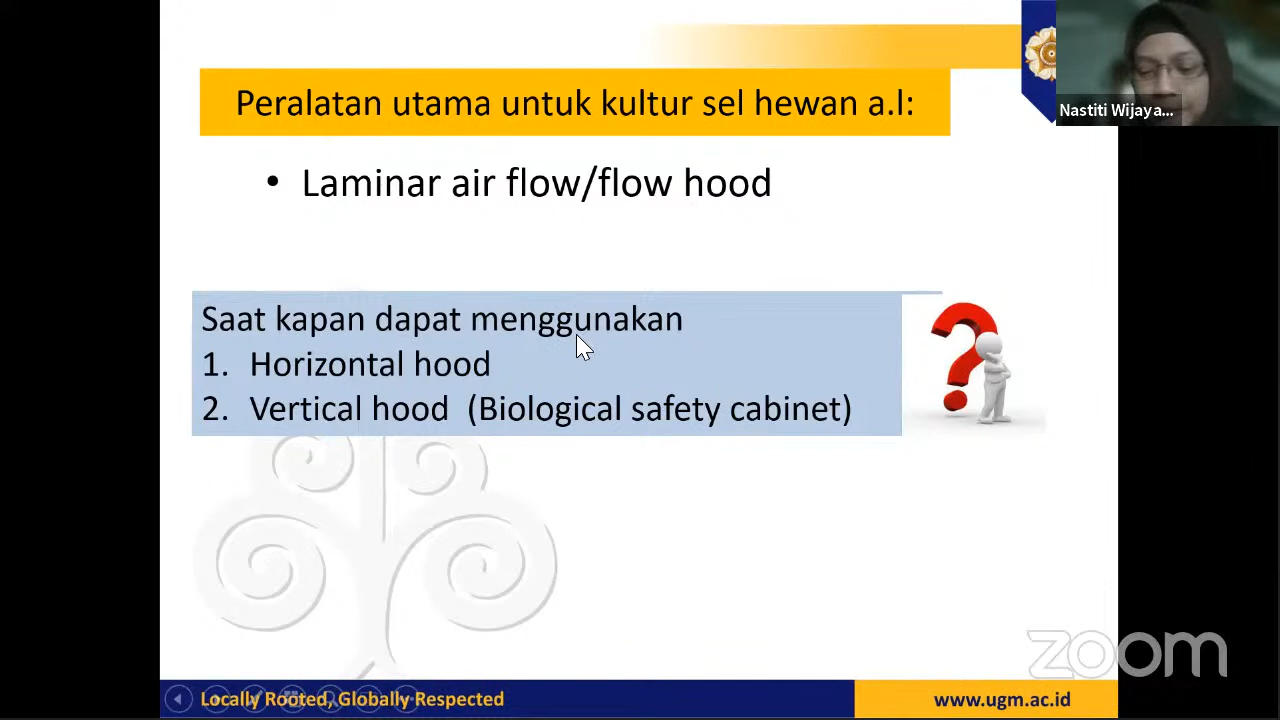 Peralatan utama untuk kultur sel hewan a.l:
Nastiti Wijaya...
• Laminar air flow/flow hood
Saat kapan dapat menggunakan
1. Horizontal hood
2. Vertical hood (Biological safety cabinet)
?
zoom
Locally Rooted, Globally Respected
www.ugm.ac.id